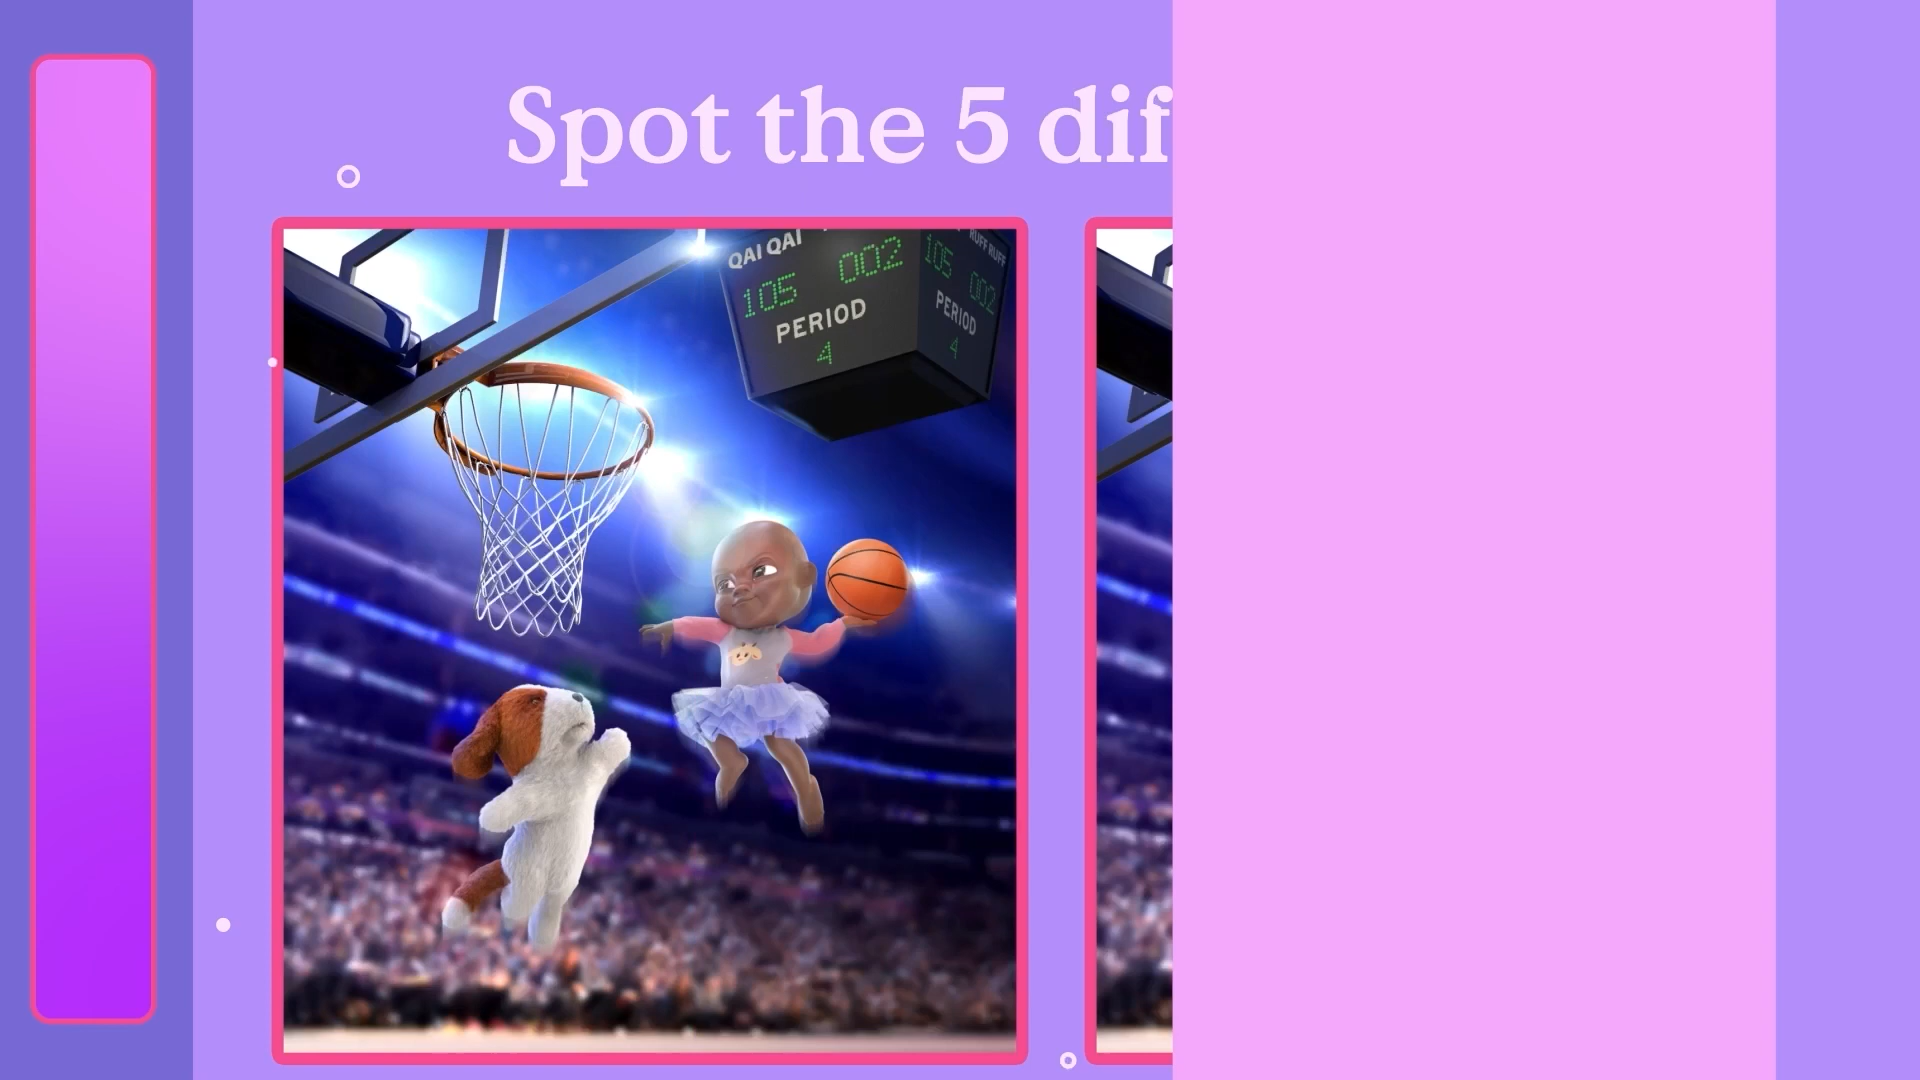 Spot the 5 dif
QAI QAI
105 002
PERIOD
4
RUFF RUFF
105 002
PERIOD
4